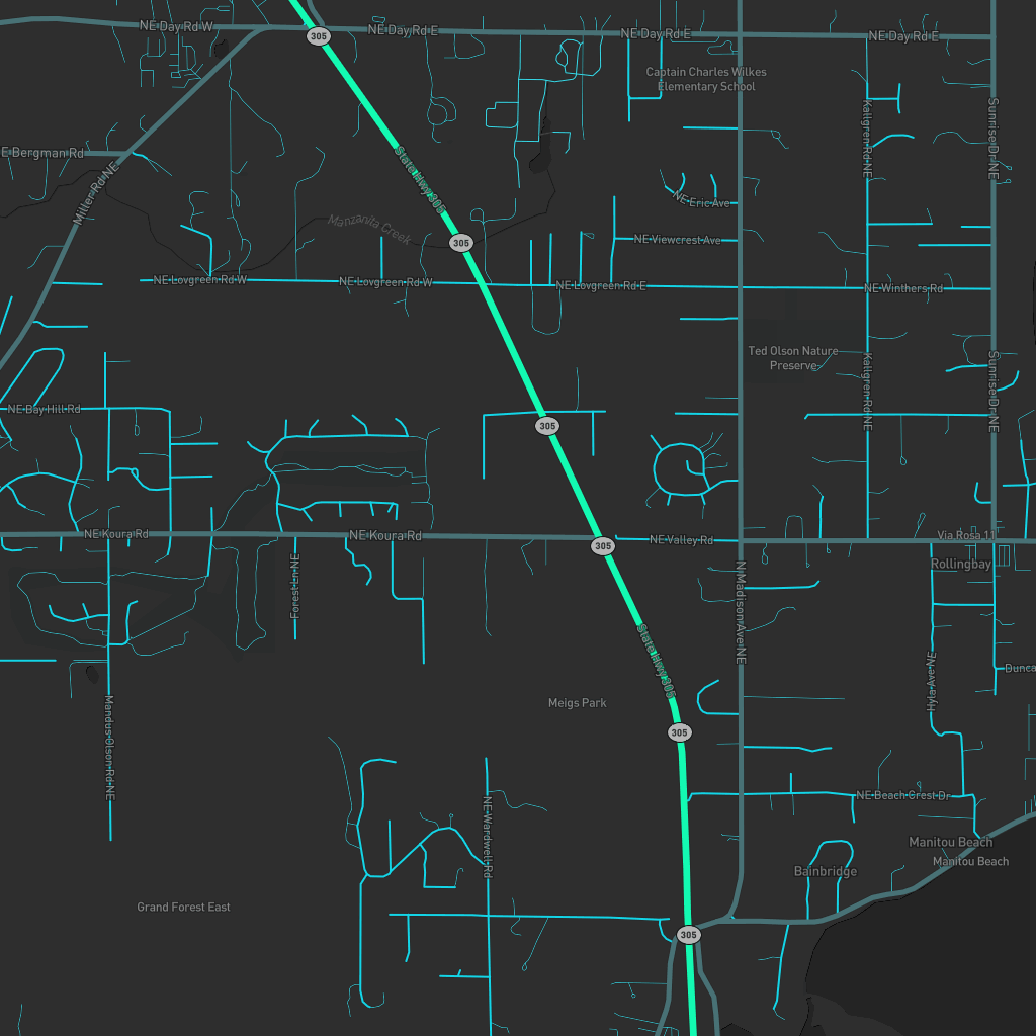 NE Day Rd W
NE Day Rd E
NE Day Rd E
NE Day Rd E
305
Captain Charles Wilkes
Elementary School
E Bergman Rd
Miller Rd NE
State Hwy 305
Kallgren Rd NE
Sunrise Dr NE
NE Eric Ave
Manzanita Creek
305
NE Viewcrest Ave
NE Lovgreen Rd W
NE Lovgreen Rd W
NE Lovgreen Rd E
NE Winthers Rd
Ted Olson Nature
Preserve
Kallgren Rd NE
Sunrise Dr NE
NE Bay Hill Rd
305
NE Koura Rd
NE Koura Rd
305
NE Valley Rd
Via Rosa 11
Rollingbay
N Madison Ave NE
State Hwy 305
Hyla Ave NE
Dunca
Mandus Olson Rd NE
Meigs Park
305
NE Beach Crest Dr
NE Wardwell Rd
Manitou Beach
Manitou Beach
Bainbridge
Grand Forest East
305